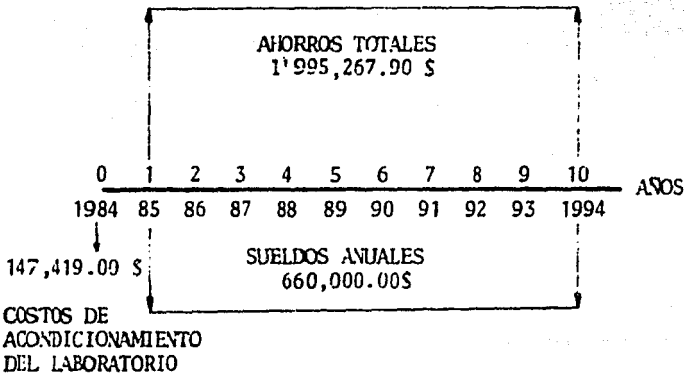 AHORROS TOTALES
1'995,267.90 $
0 1 2 3 4 5 6 7 8 9 10
AÑOS
1984 85 86 87 88 89 90 91 92 93 1994
147,419.00 $
SUELDOS ANUALES
660,000.00$
COSTOS DE
ACONDICIONAMIENTO
DEL LABORATORIO